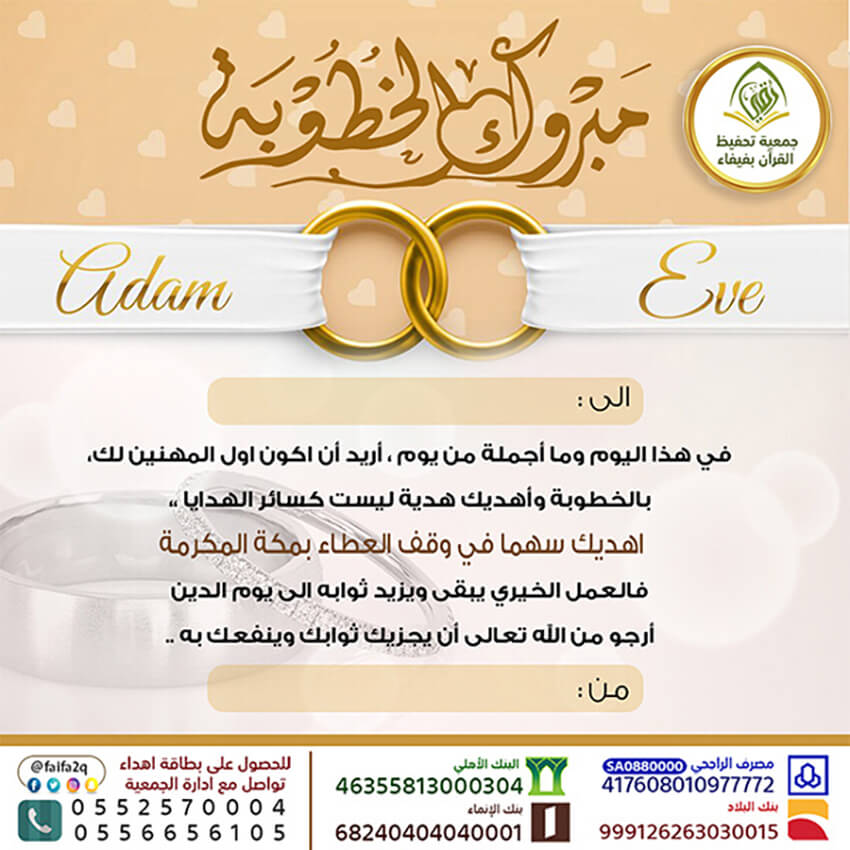 مبروك الخطوبة
جمعية تحفيظ
القرآن بفيفاء
Adam
Eve
الى :
في هذا اليوم وما أجملة من يوم ، أريد أن اكون اول المهنين لك،
بالخطوبة وأهديك هدية ليست كسائر الهدايا ،،
اهديك سهما في وقف العطاء بمكة المكرمة
فالعمل الخيري يبقى ويزيد ثوابه الى يوم الدين
أرجو من الله تعالى أن يجزيك ثوابك وينفعك به ..
من :
مصرف الراجحي SA0880000
417608010977772
بنك البلاد
999126263030015
البنك الأهلي
46355813000304
بنك الإنماء
68240404040001
للحصول على بطاقة اهداء
تواصل مع ادارة الجمعية
@faifa2q
0552570004
0556656105